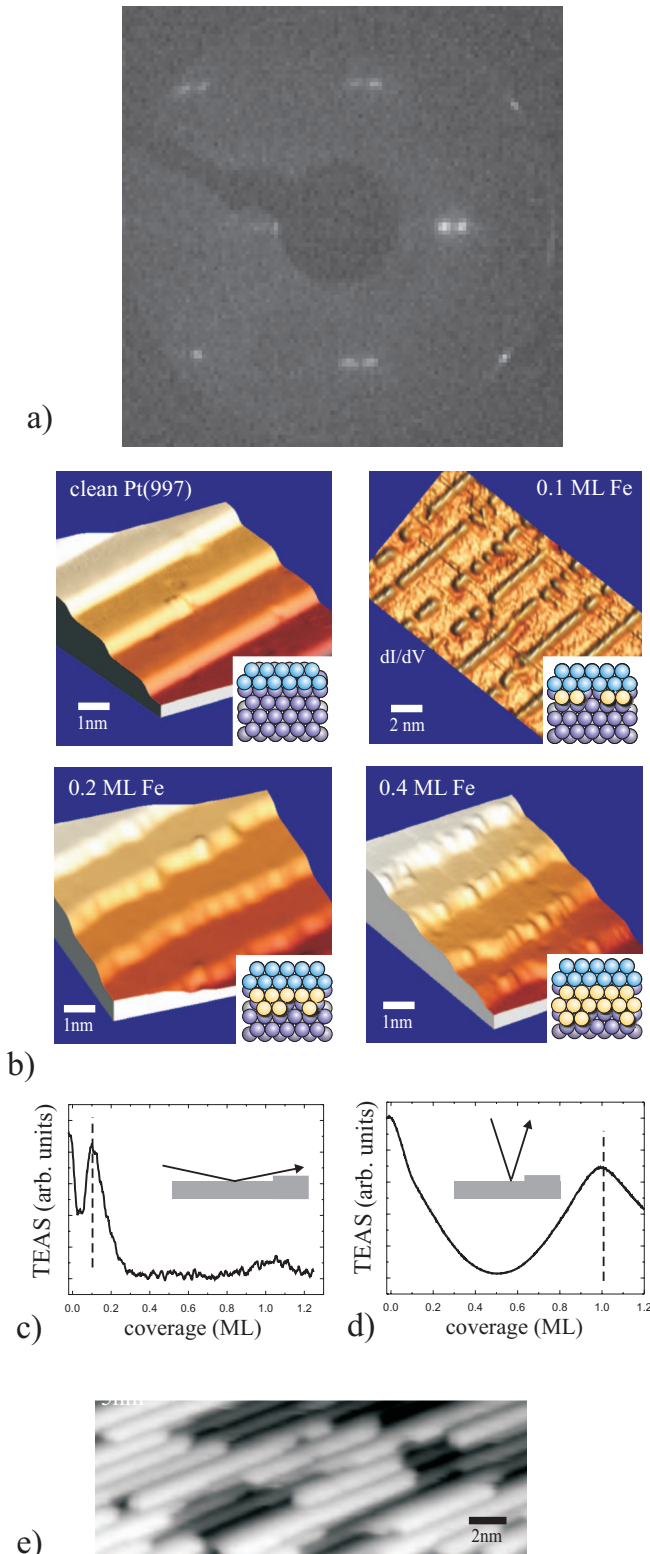 a)
clean Pt(997)
0.1 ML Fe
dI/dV
1nm
2 nm
0.2 ML Fe
0.4 ML Fe
1nm
1nm
b)
TEAS (arb. units)
0.0 0.2 0.4 0.6 0.8 1.0 1.2
coverage (ML)
c)
TEAS (arb. units)
0.0 0.2 0.4 0.6 0.8 1.0 1.2
coverage (ML)
d)
2nm
e)